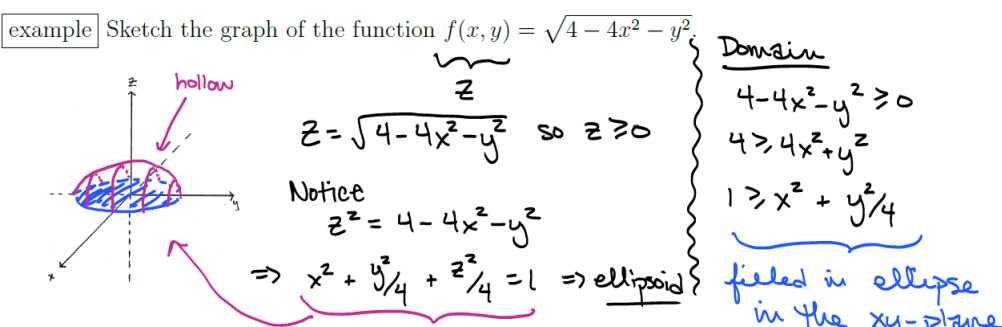 example Sketch the graph of the function f(x, y) = √(4 − 4x² − y²).
z
hollow
z
y
x
z = √(4-4x²-y²) so z ≥ 0
Notice
z² = 4 - 4x² - y²
⇒ x² + y²/4 + z²/4 = 1 ⇒ ellipsoid
Domain
4-4x²-y² ≥ 0
4 ≥ 4x² + y²
1 ≥ x² + y²/4
filled in ellipse
in the xy-plane